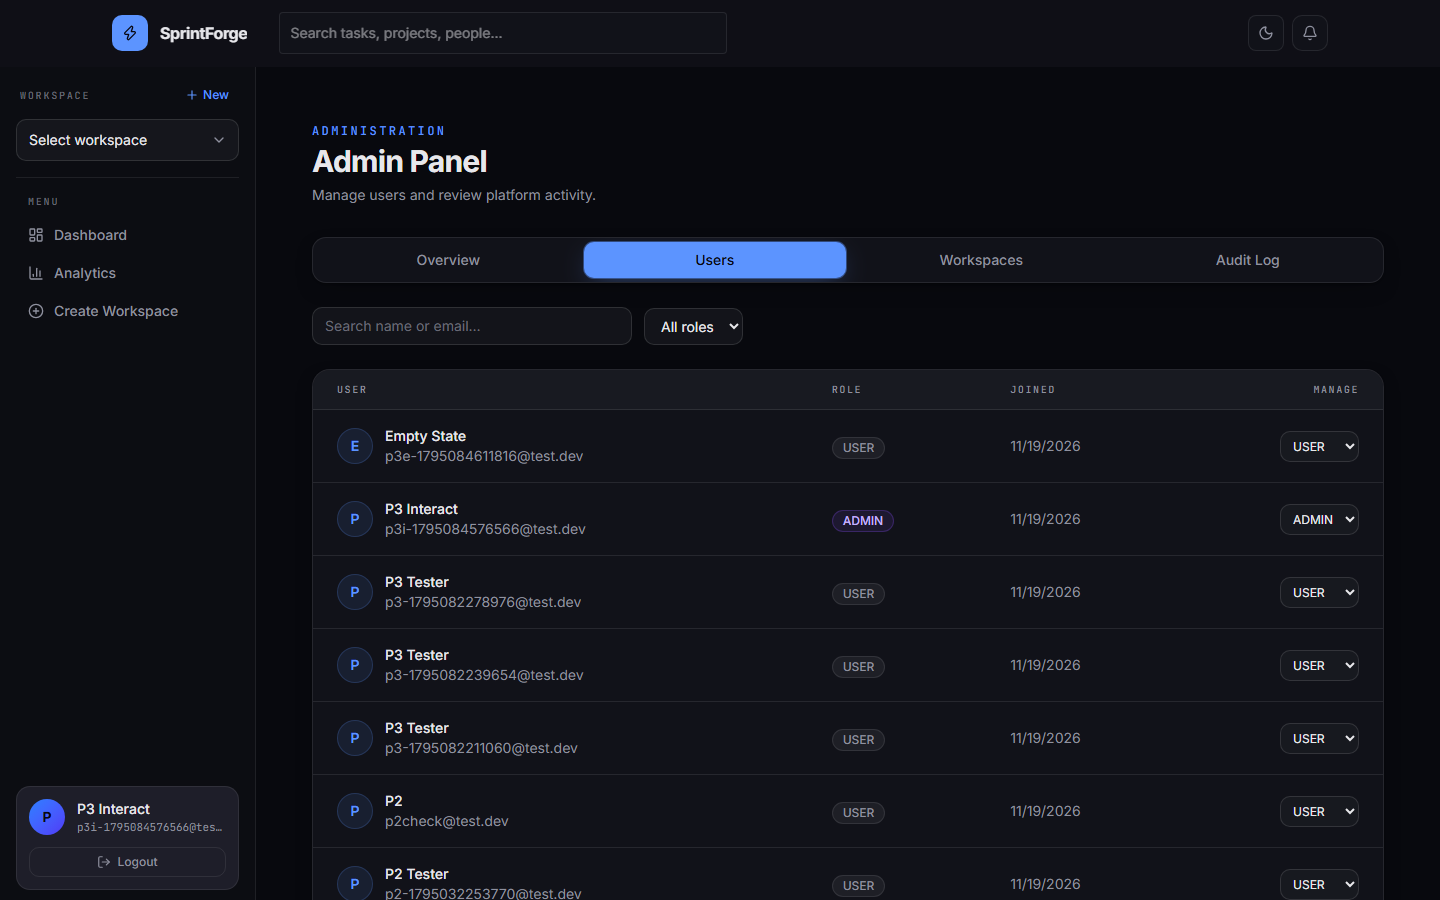 SprintForge
Search tasks, projects, people...
WORKSPACE
New
Select workspace
MENU
Dashboard
Analytics
Create Workspace
P3 Interact
p3i-1795084576566@tes...
Logout
ADMINISTRATION
Admin Panel
Manage users and review platform activity.
Overview Users Workspaces Audit Log
Search name or email... All roles
USER ROLE JOINED MANAGE
E Empty State
p3e-1795084611816@test.dev USER 11/19/2026 USER
P P3 Interact
p3i-1795084576566@test.dev ADMIN 11/19/2026 ADMIN
P P3 Tester
p3-1795082278976@test.dev USER 11/19/2026 USER
P P3 Tester
p3-1795082239654@test.dev USER 11/19/2026 USER
P P3 Tester
p3-1795082211060@test.dev USER 11/19/2026 USER
P P2
p2check@test.dev USER 11/19/2026 USER
P P2 Tester
p2-1795032253770@test.dev USER 11/19/2026 USER
P